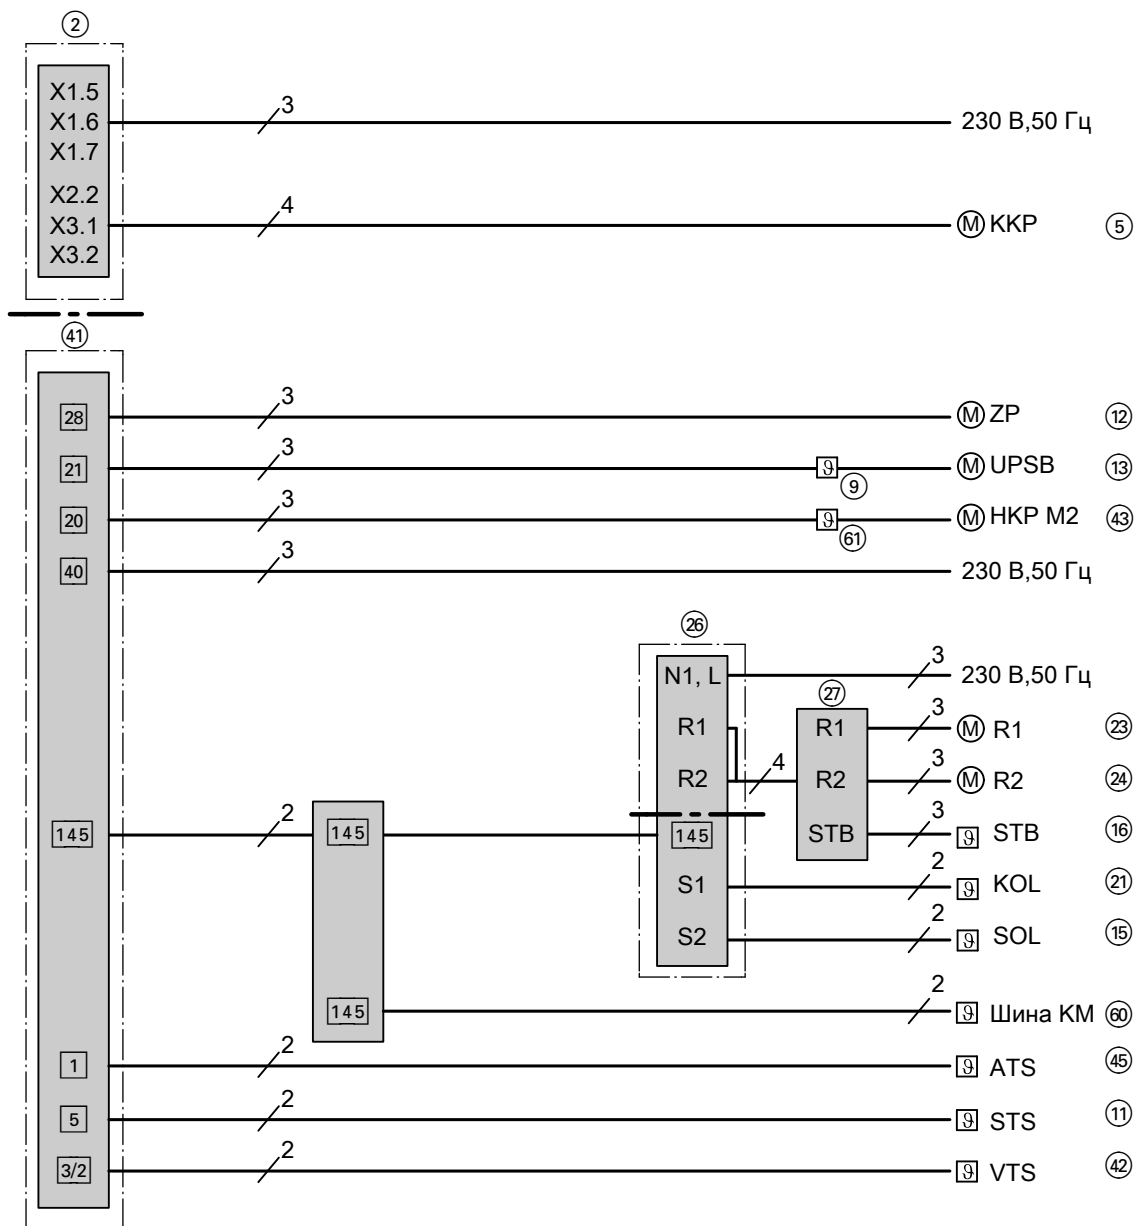 2
X1.5
X1.6
3
230 В,50 Гц
X1.7
X2.2
X3.1
4
M KKP
5
X3.2
41
28
3
M ZP
12
21
3
ϑ
9
M UPSB
13
20
3
ϑ
61
M HKP M2
43
40
3
230 В,50 Гц
26
N1, L
3
230 В,50 Гц
27
R1
R1
3
M R1
23
R2
4
R2
3
M R2
24
145
2
145
145
STB
3
ϑ STB
16
S1
2
ϑ KOL
21
S2
2
ϑ SOL
15
145
2
ϑ Шина KM
60
1
2
ϑ ATS
45
5
2
ϑ STS
11
3/2
2
ϑ VTS
42